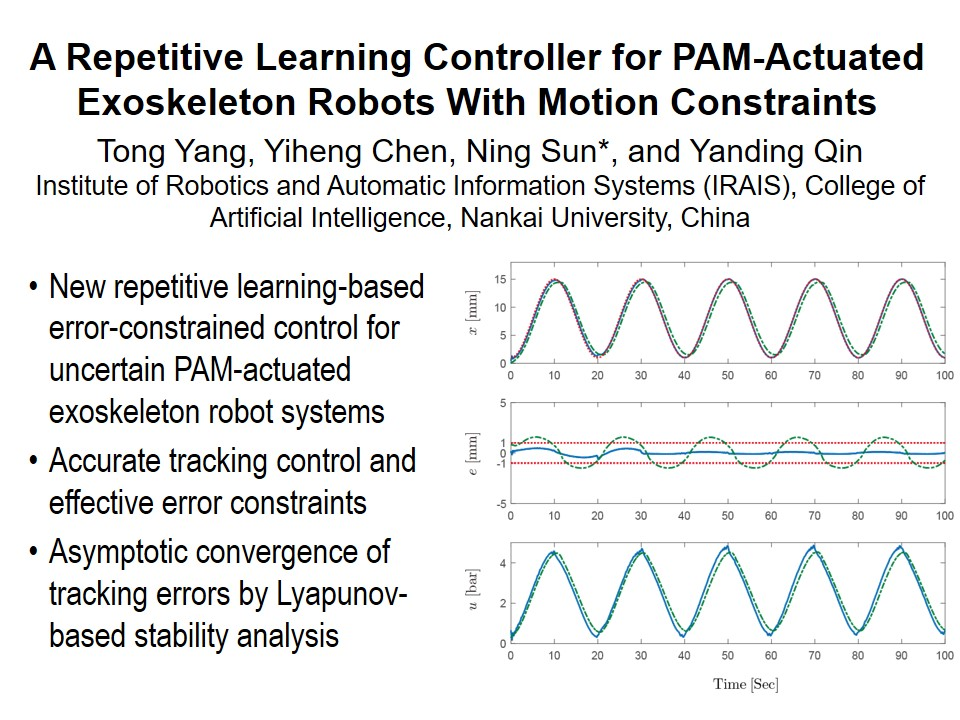 A Repetitive Learning Controller for PAM-Actuated
Exoskeleton Robots With Motion Constraints
Tong Yang, Yiheng Chen, Ning Sun*, and Yanding Qin
Institute of Robotics and Automatic Information Systems (IRAIS), College of
Artificial Intelligence, Nankai University, China
• New repetitive learning-based
error-constrained control for
uncertain PAM-actuated
exoskeleton robot systems
• Accurate tracking control and
effective error constraints
• Asymptotic convergence of
tracking errors by Lyapunov-
based stability analysis
x [mm]
15
10
5
0
0 10 20 30 40 50 60 70 80 90 100
e [mm]
5
1
0
-1
-5
0 10 20 30 40 50 60 70 80 90 100
u [bar]
4
2
0
0 10 20 30 40 50 60 70 80 90 100
Time [Sec]